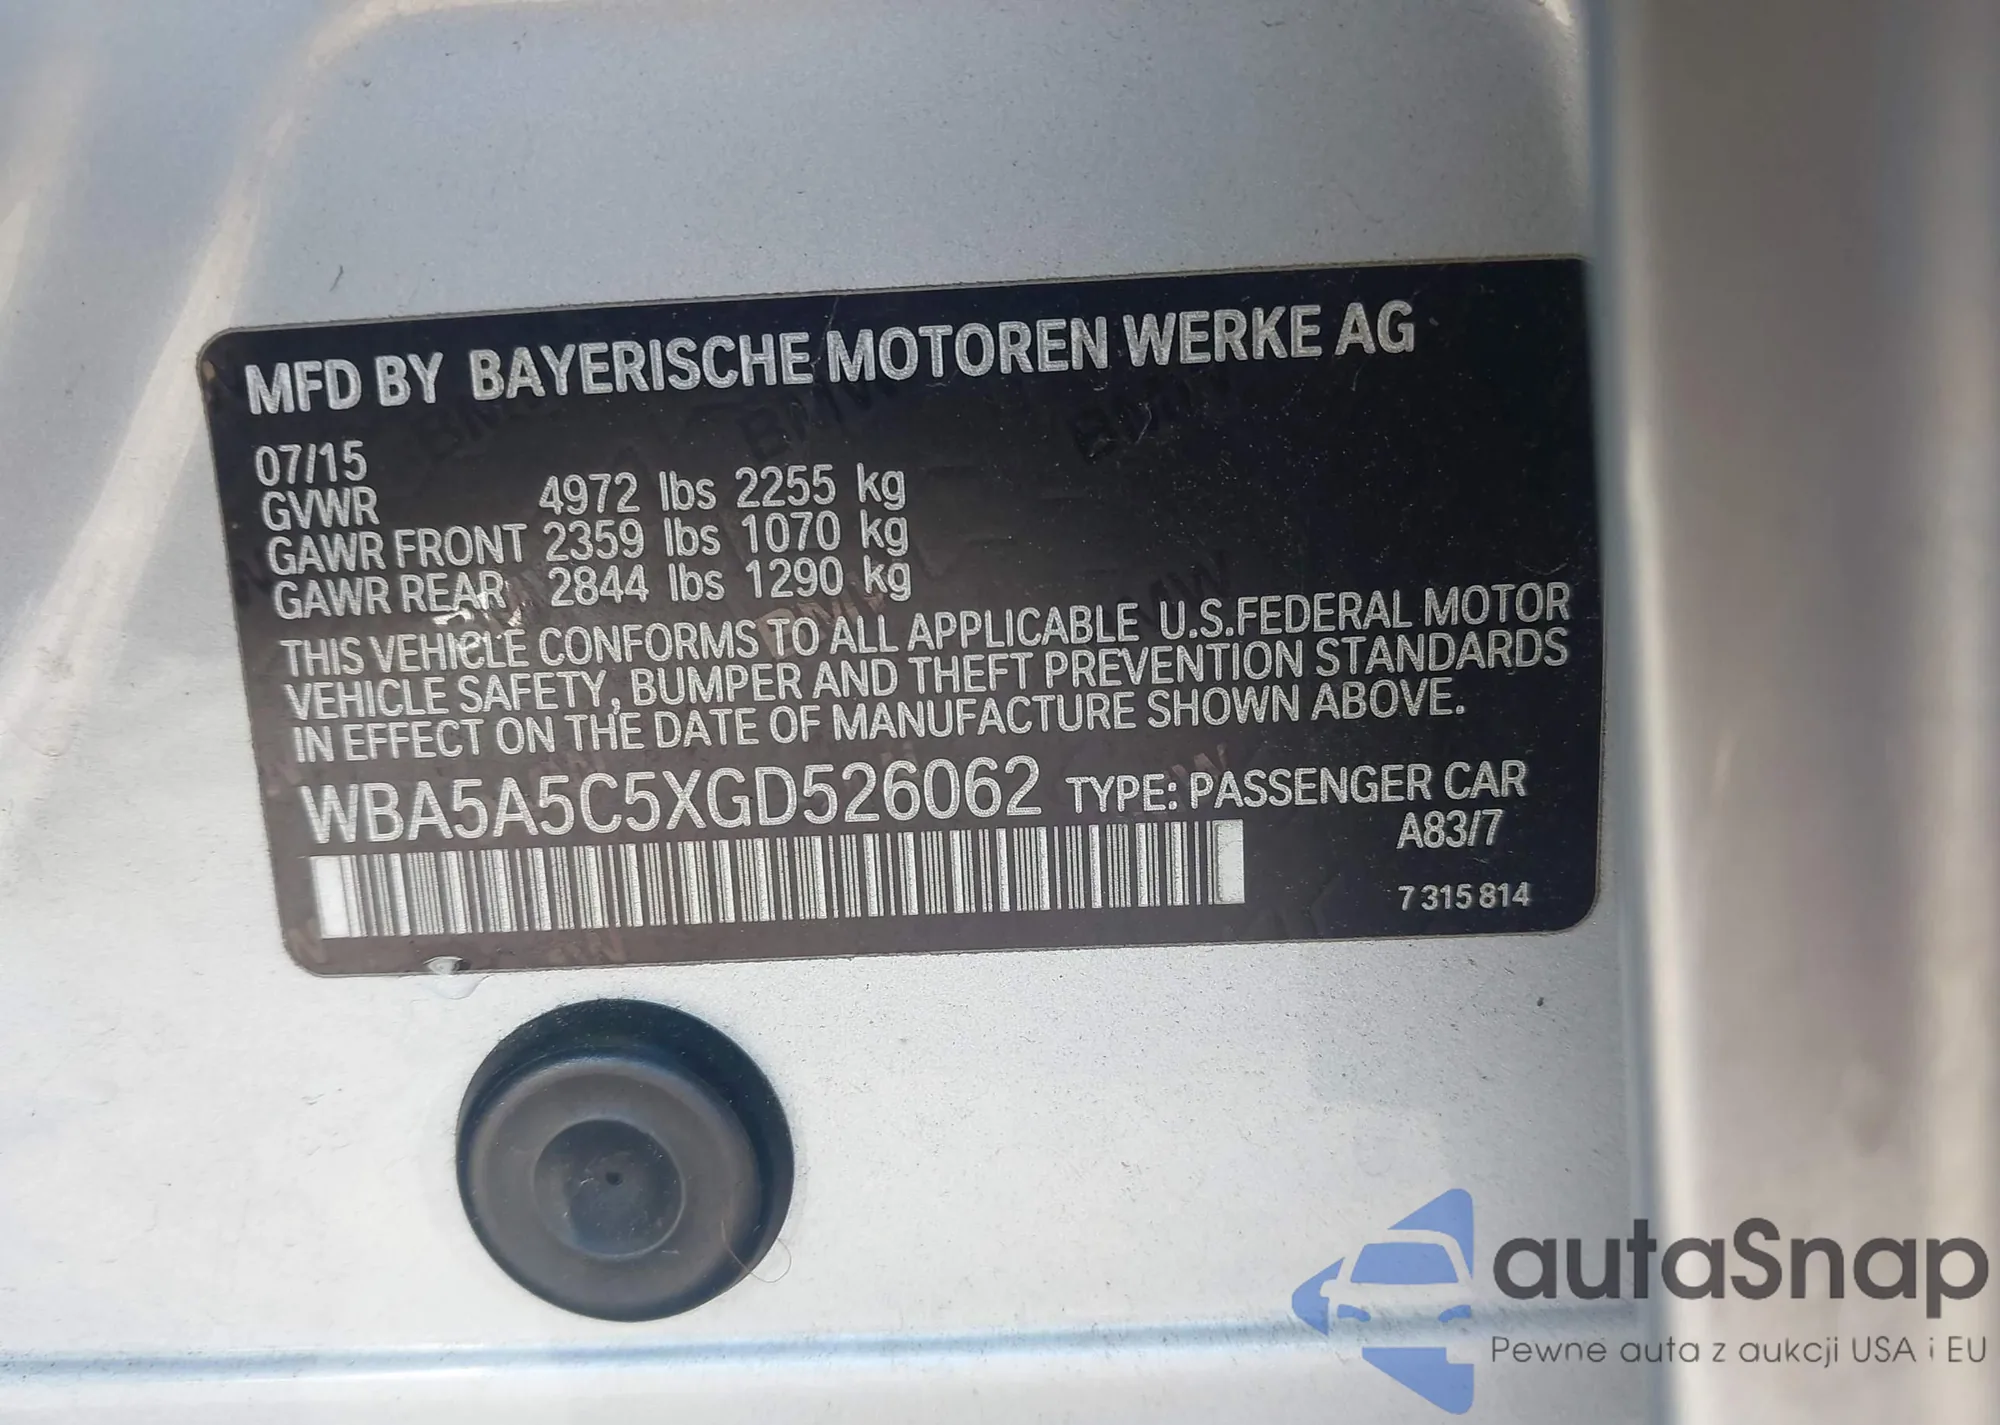 MFD BY BAYERISCHE MOTOREN WERKE AG
07/15
GVWR 4972 lbs 2255 kg
GAWR FRONT 2359 lbs 1070 kg
GAWR REAR 2844 lbs 1290 kg
THIS VEHICLE CONFORMS TO ALL APPLICABLE U.S.FEDERAL MOTOR
VEHICLE SAFETY, BUMPER AND THEFT PREVENTION STANDARDS
IN EFFECT ON THE DATE OF MANUFACTURE SHOWN ABOVE.
WBA5A5C5XGD526062 TYPE: PASSENGER CAR
A83/7
7 315 814
autaSnap
Pewne auta z aukcji USA i EU